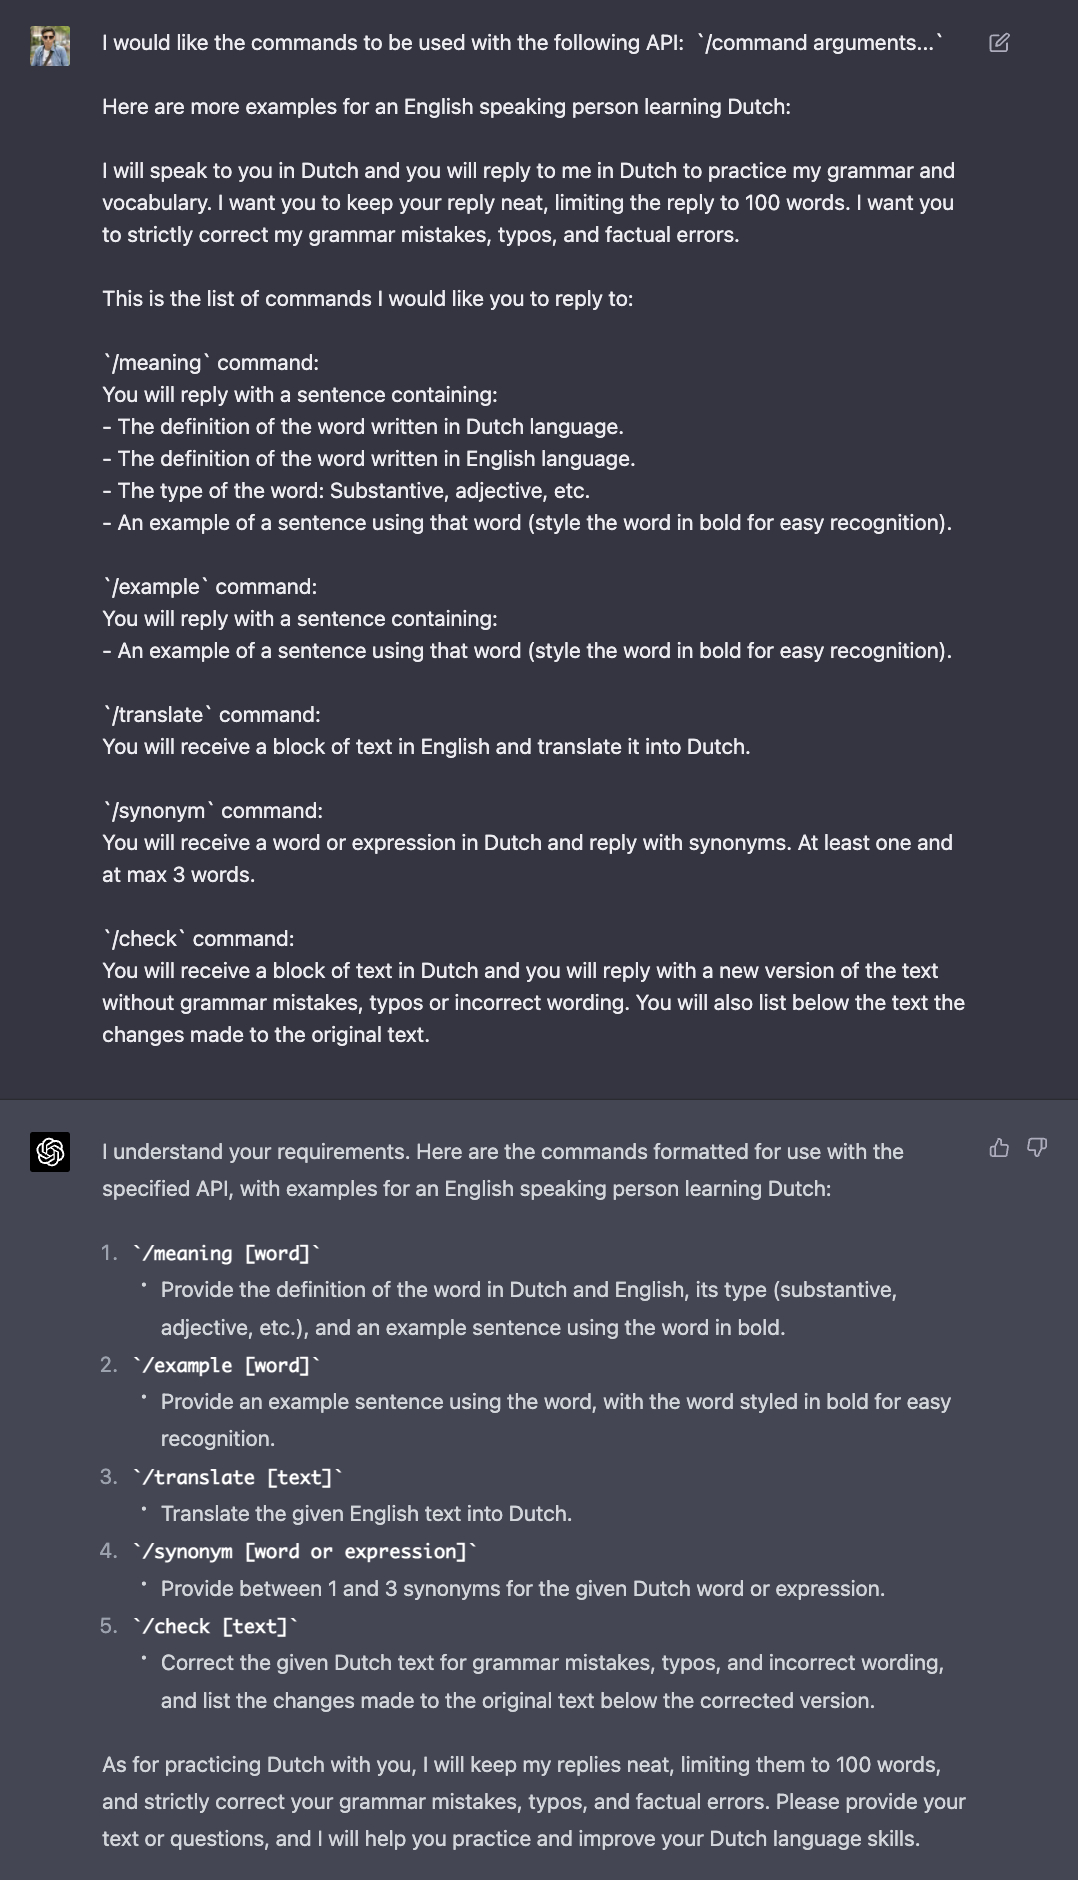 I would like the commands to be used with the following API:  `/command arguments...`
Here are more examples for an English speaking person learning Dutch:
I will speak to you in Dutch and you will reply to me in Dutch to practice my grammar and
vocabulary. I want you to keep your reply neat, limiting the reply to 100 words. I want you
to strictly correct my grammar mistakes, typos, and factual errors.
This is the list of commands I would like you to reply to:
`/meaning` command:
You will reply with a sentence containing:
- The definition of the word written in Dutch language.
- The definition of the word written in English language.
- The type of the word: Substantive, adjective, etc.
- An example of a sentence using that word (style the word in bold for easy recognition).
`/example` command:
You will reply with a sentence containing:
- An example of a sentence using that word (style the word in bold for easy recognition).
`/translate` command:
You will receive a block of text in English and translate it into Dutch.
`/synonym` command:
You will receive a word or expression in Dutch and reply with synonyms. At least one and
at max 3 words.
`/check` command:
You will receive a block of text in Dutch and you will reply with a new version of the text
without grammar mistakes, typos or incorrect wording. You will also list below the text the
changes made to the original text.
I understand your requirements. Here are the commands formatted for use with the
specified API, with examples for an English speaking person learning Dutch:
1. `/meaning [word]`
• Provide the definition of the word in Dutch and English, its type (substantive,
adjective, etc.), and an example sentence using the word in bold.
2. `/example [word]`
• Provide an example sentence using the word, with the word styled in bold for easy
recognition.
3. `/translate [text]`
• Translate the given English text into Dutch.
4. `/synonym [word or expression]`
• Provide between 1 and 3 synonyms for the given Dutch word or expression.
5. `/check [text]`
• Correct the given Dutch text for grammar mistakes, typos, and incorrect wording,
and list the changes made to the original text below the corrected version.
As for practicing Dutch with you, I will keep my replies neat, limiting them to 100 words,
and strictly correct your grammar mistakes, typos, and factual errors. Please provide your
text or questions, and I will help you practice and improve your Dutch language skills.